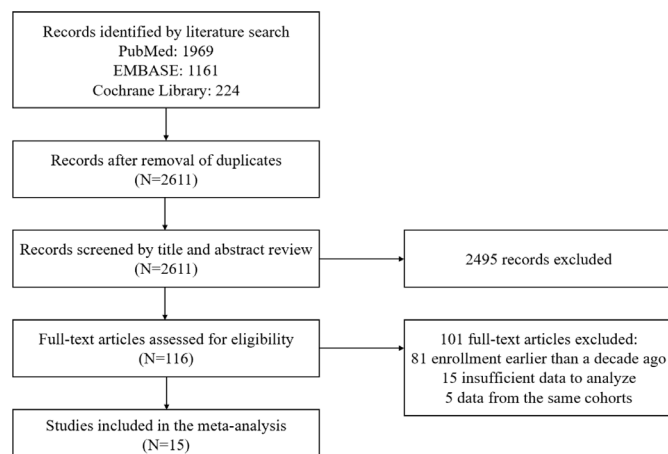 Records identified by literature search
PubMed: 1969
EMBASE: 1161
Cochrane Library: 224
Records after removal of duplicates
(N=2611)
Records screened by title and abstract review
(N=2611)
2495 records excluded
Full-text articles assessed for eligibility
(N=116)
101 full-text articles excluded:
81 enrollment earlier than a decade ago
15 insufficient data to analyze
5 data from the same cohorts
Studies included in the meta-analysis
(N=15)